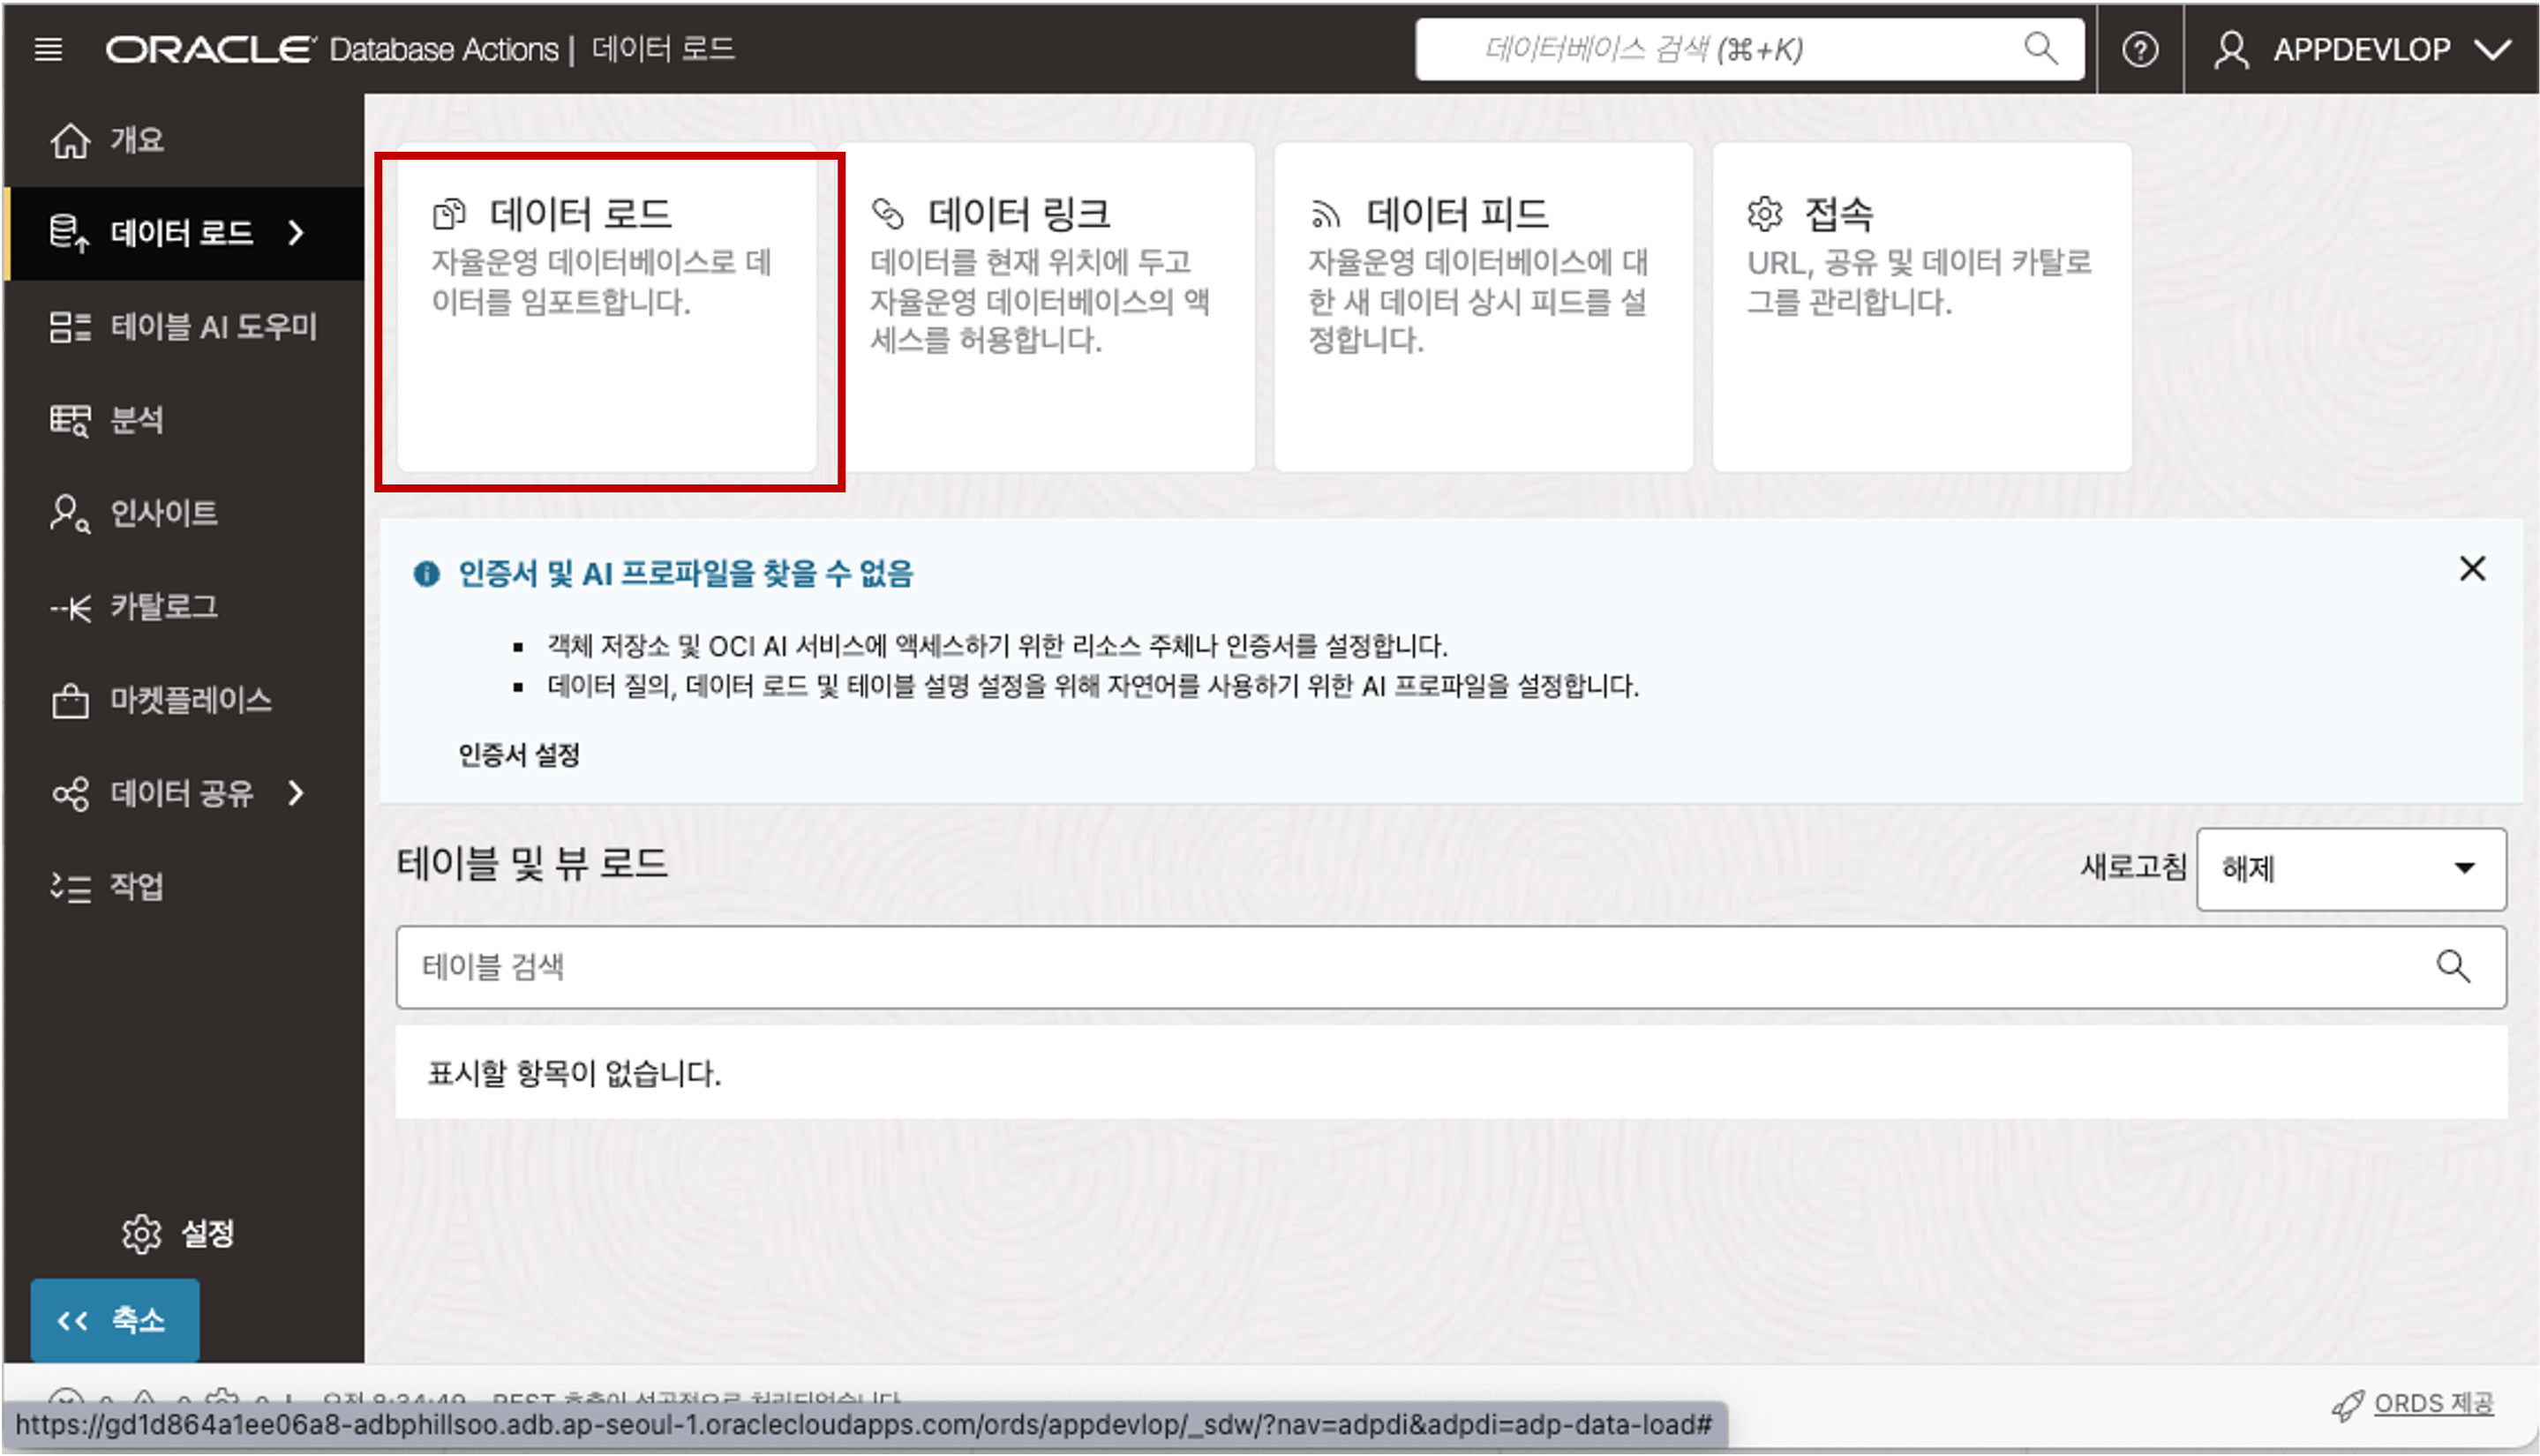 ORACLE Database Actions | 데이터 로드
데이터베이스 검색 (⌘+K)
APPDEVLOP
개요
데이터 로드
테이블 AI 도우미
분석
인사이트
카탈로그
마켓플레이스
데이터 공유
작업
설정
축소
데이터 로드
자율운영 데이터베이스로 데
이터를 임포트합니다.
데이터 링크
데이터를 현재 위치에 두고
자율운영 데이터베이스의 액
세스를 허용합니다.
데이터 피드
자율운영 데이터베이스에 대
한 새 데이터 상시 피드를 설
정합니다.
접속
URL, 공유 및 데이터 카탈로
그를 관리합니다.
인증서 및 AI 프로파일을 찾을 수 없음
▪ 객체 저장소 및 OCI AI 서비스에 액세스하기 위한 리소스 주체나 인증서를 설정합니다.
▪ 데이터 질의, 데이터 로드 및 테이블 설명 설정을 위해 자연어를 사용하기 위한 AI 프로파일을 설정합니다.
인증서 설정
테이블 및 뷰 로드
새로고침 해제
테이블 검색
표시할 항목이 없습니다.
오전 8:34:49 - REST 호출이 성공적으로 처리되었습니다.
ORDS 제공
https://gd1d864a1ee06a8-adbphillsoo.adb.ap-seoul-1.oraclecloudapps.com/ords/appdevlop/_sdw/?nav=adpdi&adpdi=adp-data-load#